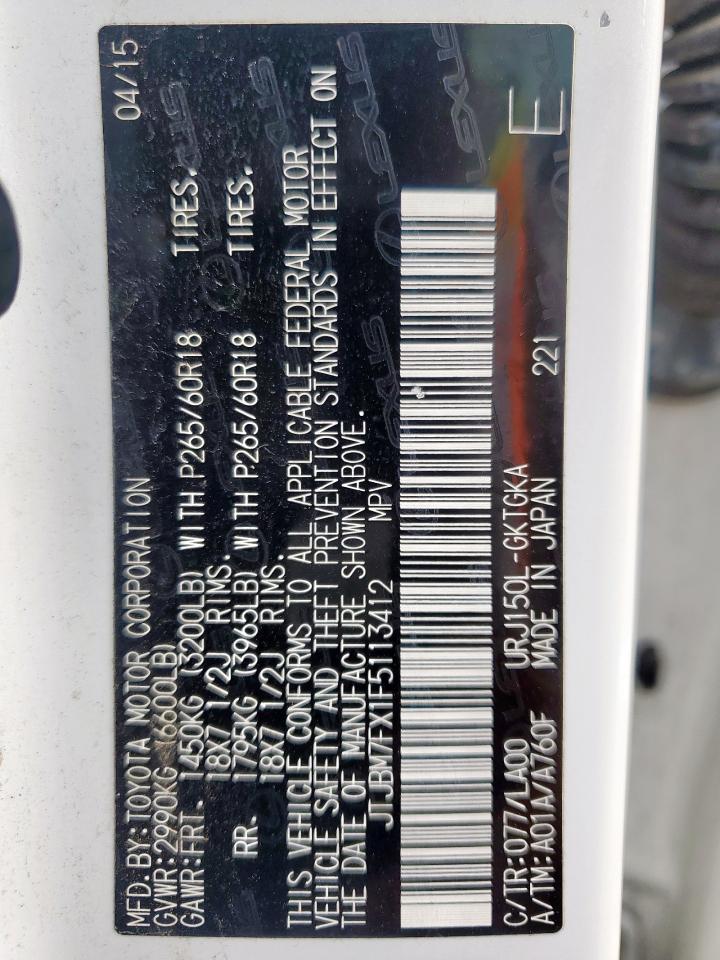 MFD. BY: TOYOTA MOTOR CORPORATION 04/15
GVWR: 2990KG (6600LB)
GAWR: FRT. 1450KG (3200LB) WITH P265/60R18 TIRES.
18X7 1/2J RIMS.
RR. 1795KG (3965LB) WITH P265/60R18 TIRES.
18X7 1/2J RIMS.
THIS VEHICLE CONFORMS TO ALL APPLICABLE FEDERAL MOTOR
VEHICLE SAFETY AND THEFT PREVENTION STANDARDS IN EFFECT ON
THE DATE OF MANUFACTURE SHOWN ABOVE.
JTJBM7FX1F5113412 MPV
C/TR: 077/LA00 URJ150L-GKTGKA
A/TM: A01A/A760F MADE IN JAPAN 221 E
LEXUS